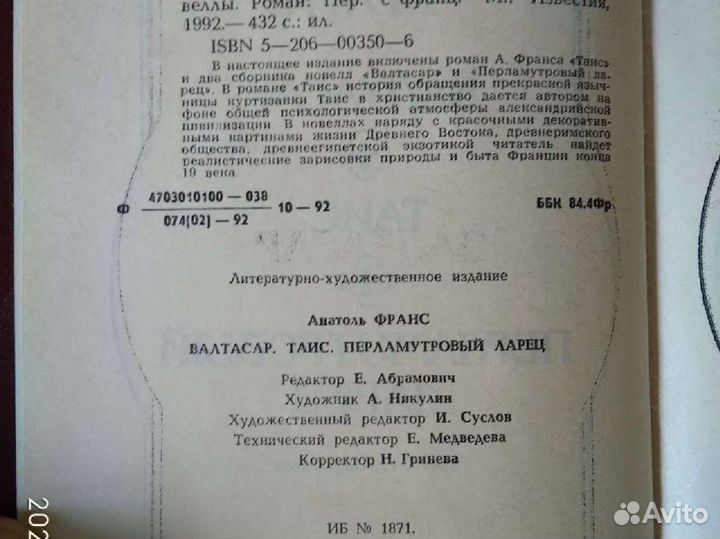 веллы. Роман: Пер. с франц. М.: Известия,
1992.— 432 с.: ил.
ISBN 5—206—00350—6
В настоящее издание включены роман А. Франса «Таис»
и два сборника новелл «Валтасар» и «Перламутровый ла-
рец». В романе «Таис» история обращения прекрасной языч-
ницы куртизанки Таис в христианство дается автором на
фоне общей психологической атмосферы александрийской
цивилизации В новеллах наряду с красочными декоратив-
ными картинами жизни Древнего Востока, древнеримского
общества, древнеегипетской экзотикой читатель найдет
реалистические зарисовки природы и быта Франции конца
19 века
Ф 4703010100 — 038
074(02) — 92 10 — 92 ББК 84.4Фр
Литературно-художественное издание
Анатоль ФРАНС
ВАЛТАСАР. ТАИС. ПЕРЛАМУТРОВЫЙ ЛАРЕЦ
Редактор Е. Абрамович
Художник А. Никулин
Художественный редактор И. Суслов
Технический редактор Е. Медведева
Корректор Н. Гринева
ИБ № 1871.
202
Avito